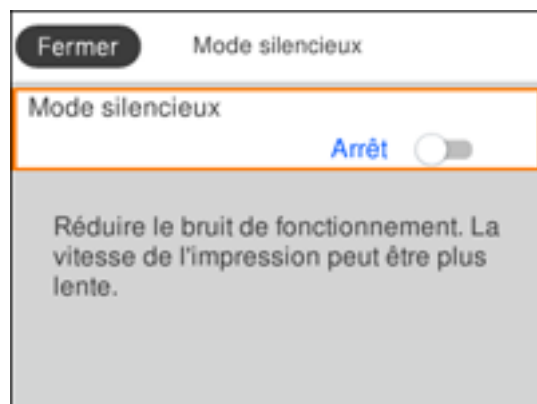 Fermer Mode silencieux
Mode silencieux
Arrêt
Réduire le bruit de fonctionnement. La
vitesse de l'impression peut être plus
lente.